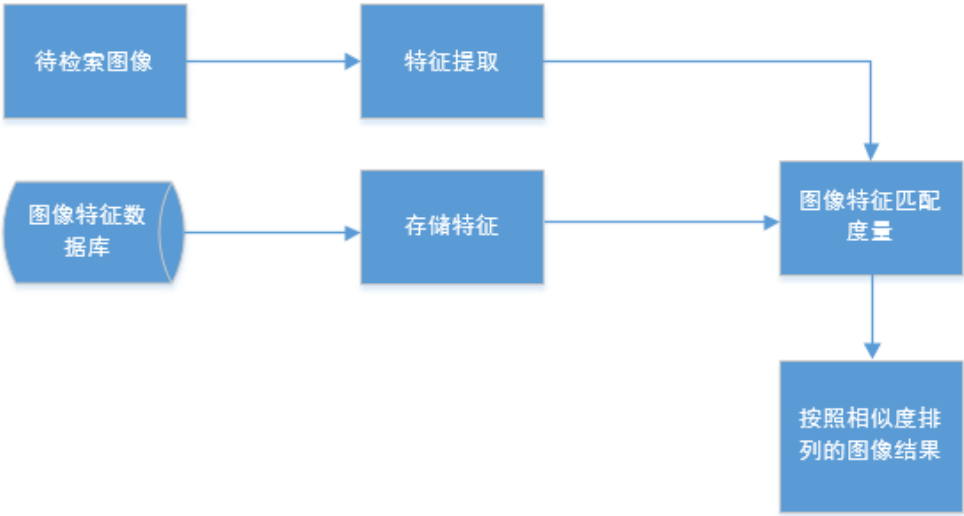 待检索图像
特征提取
图像特征数
据库
存储特征
图像特征匹配
度量
按照相似度排
列的图像结果